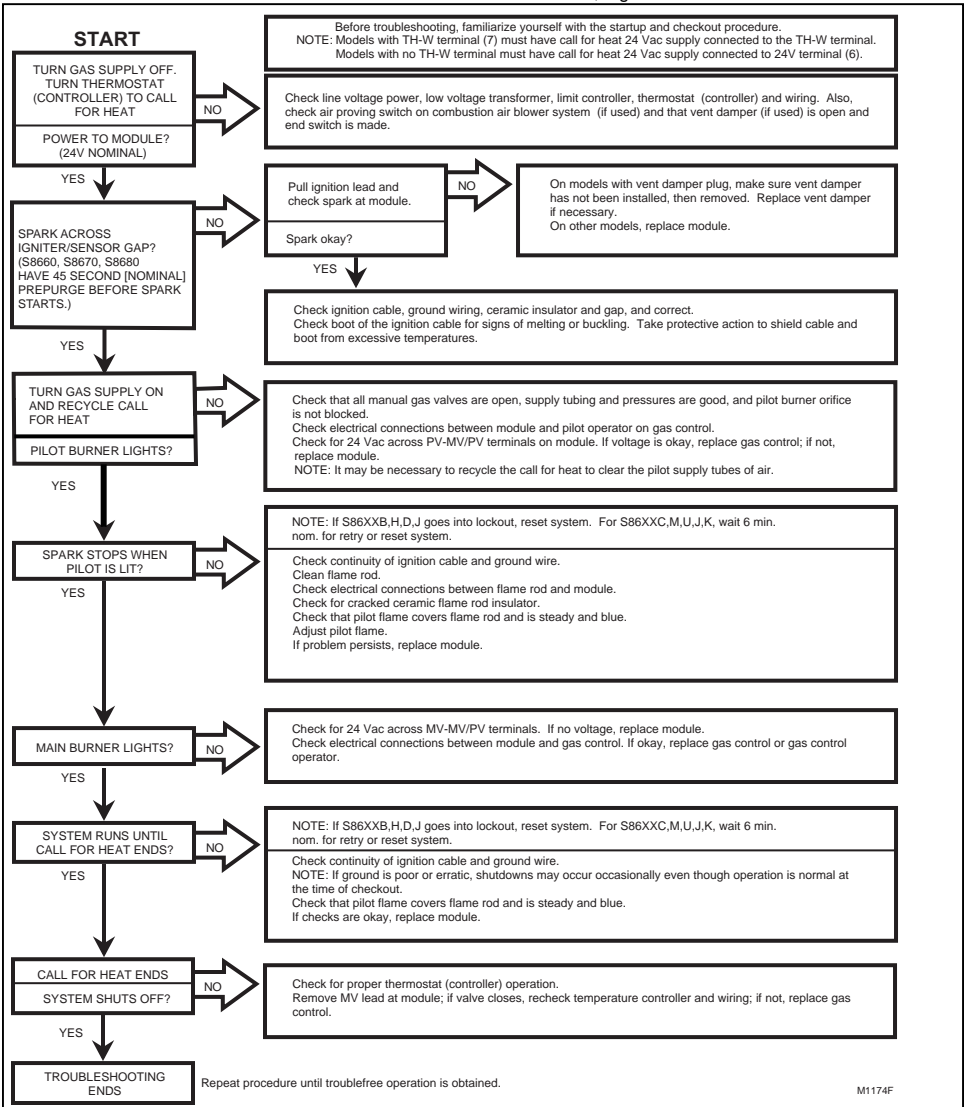 START
Before troubleshooting, familiarize yourself with the startup and checkout procedure.
NOTE: Models with TH-W terminal (7) must have call for heat 24 Vac supply connected to the TH-W terminal.
Models with no TH-W terminal must have call for heat 24 Vac supply connected to 24V terminal (6).
TURN GAS SUPPLY OFF.
TURN THERMOSTAT
(CONTROLLER) TO CALL
FOR HEAT
POWER TO MODULE?
(24V NOMINAL)
NO
Check line voltage power, low voltage transformer, limit controller, thermostat (controller) and wiring. Also,
check air proving switch on combustion air blower system (if used) and that vent damper (if used) is open and
end switch is made.
YES
SPARK ACROSS
IGNITER/SENSOR GAP?
(S8660, S8670, S8680
HAVE 45 SECOND [NOMINAL]
PREPURGE BEFORE SPARK
STARTS.)
NO
Pull ignition lead and
check spark at module.
Spark okay?
NO
On models with vent damper plug, make sure vent damper
has not been installed, then removed. Replace vent damper
if necessary.
On other models, replace module.
YES
Check ignition cable, ground wiring, ceramic insulator and gap, and correct.
Check boot of the ignition cable for signs of melting or buckling. Take protective action to shield cable and
boot from excessive temperatures.
YES
TURN GAS SUPPLY ON
AND RECYCLE CALL
FOR HEAT
PILOT BURNER LIGHTS?
NO
Check that all manual gas valves are open, supply tubing and pressures are good, and pilot burner orifice
is not blocked.
Check electrical connections between module and pilot operator on gas control.
Check for 24 Vac across PV-MV/PV terminals on module. If voltage is okay, replace gas control; if not,
replace module.
NOTE: It may be necessary to recycle the call for heat to clear the pilot supply tubes of air.
YES
SPARK STOPS WHEN
PILOT IS LIT?
NO
NOTE: If S86XXB,H,D,J goes into lockout, reset system. For S86XXC,M,U,J,K, wait 6 min.
nom. for retry or reset system.
Check continuity of ignition cable and ground wire.
Clean flame rod.
Check electrical connections between flame rod and module.
Check for cracked ceramic flame rod insulator.
Check that pilot flame covers flame rod and is steady and blue.
Adjust pilot flame.
If problem persists, replace module.
YES
MAIN BURNER LIGHTS?
NO
Check for 24 Vac across MV-MV/PV terminals. If no voltage, replace module.
Check electrical connections between module and gas control. If okay, replace gas control or gas control
operator.
YES
SYSTEM RUNS UNTIL
CALL FOR HEAT ENDS?
NO
NOTE: If S86XXB,H,D,J goes into lockout, reset system. For S86XXC,M,U,J,K, wait 6 min.
nom. for retry or reset system.
Check continuity of ignition cable and ground wire.
NOTE: If ground is poor or erratic, shutdowns may occur occasionally even though operation is normal at
the time of checkout.
Check that pilot flame covers flame rod and is steady and blue.
If checks are okay, replace module.
YES
CALL FOR HEAT ENDS
SYSTEM SHUTS OFF?
NO
Check for proper thermostat (controller) operation.
Remove MV lead at module; if valve closes, recheck temperature controller and wiring; if not, replace gas
control.
YES
TROUBLESHOOTING
ENDS
Repeat procedure until troublefree operation is obtained.
M1174F